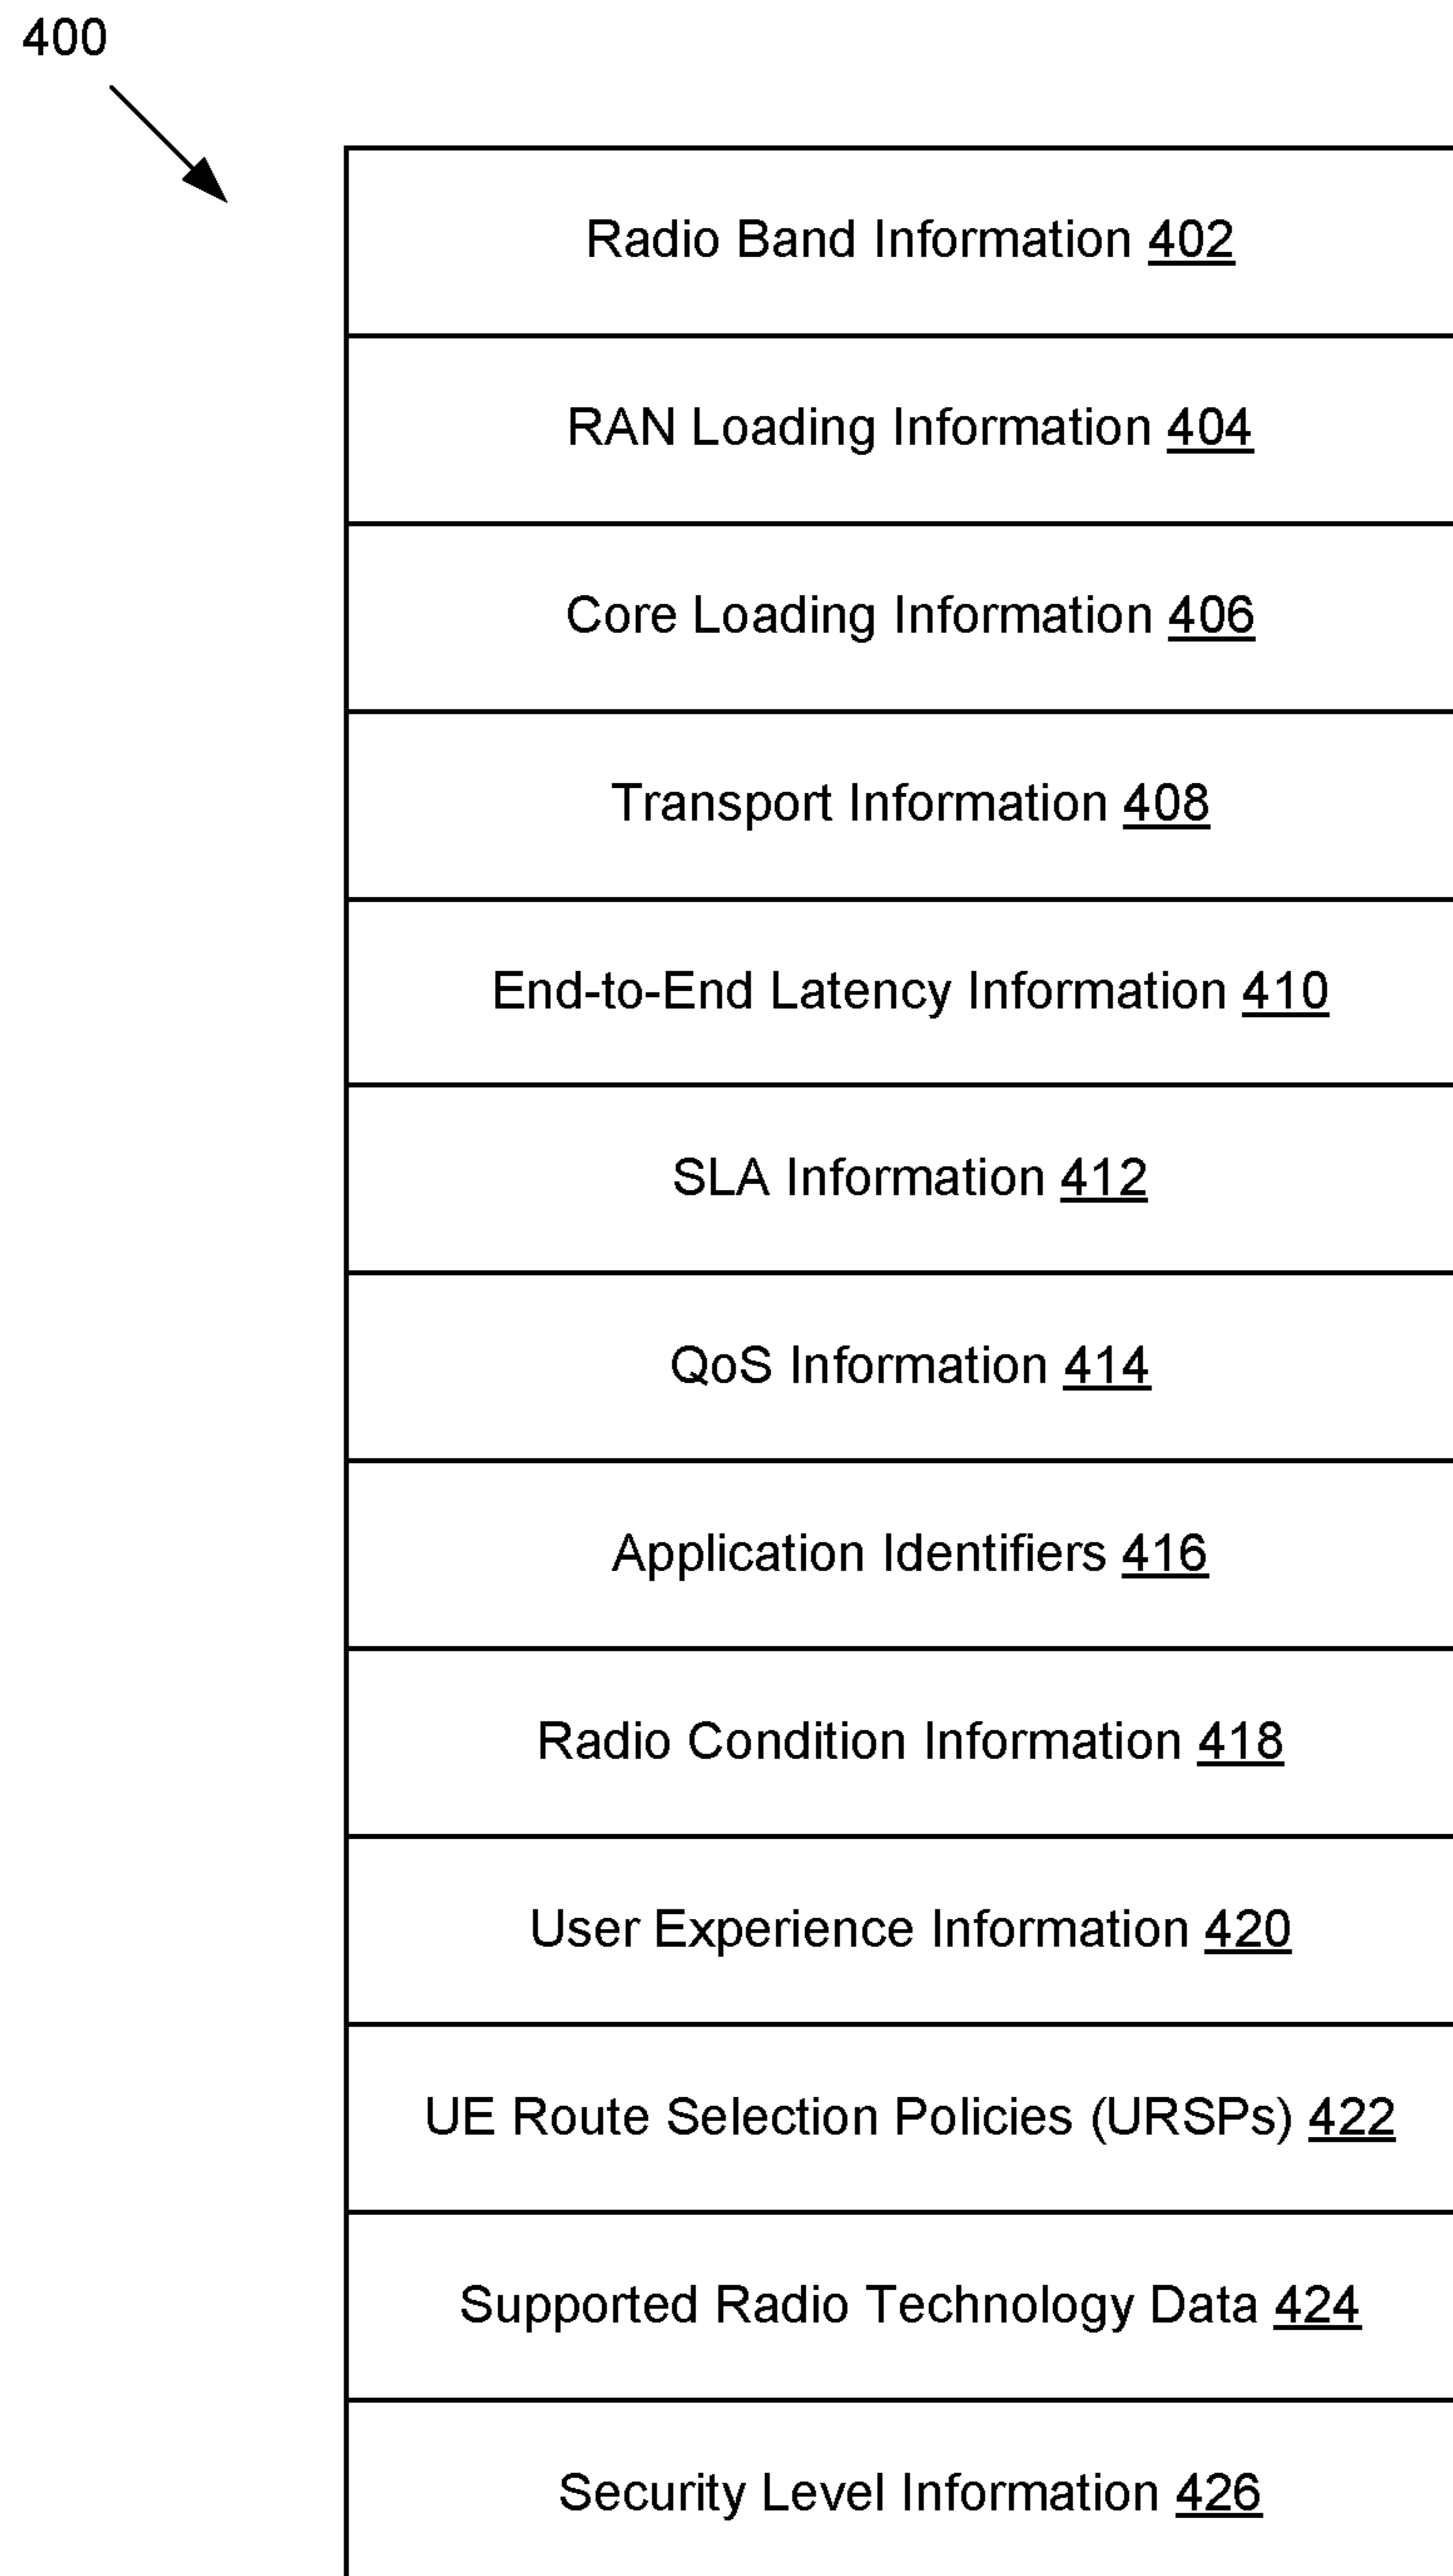 400
Radio Band Information 402
RAN Loading Information 404
Core Loading Information 406
Transport Information 408
End-to-End Latency Information 410
SLA Information 412
QoS Information 414
Application Identifiers 416
Radio Condition Information 418
User Experience Information 420
UE Route Selection Policies (URSPs) 422
Supported Radio Technology Data 424
Security Level Information 426